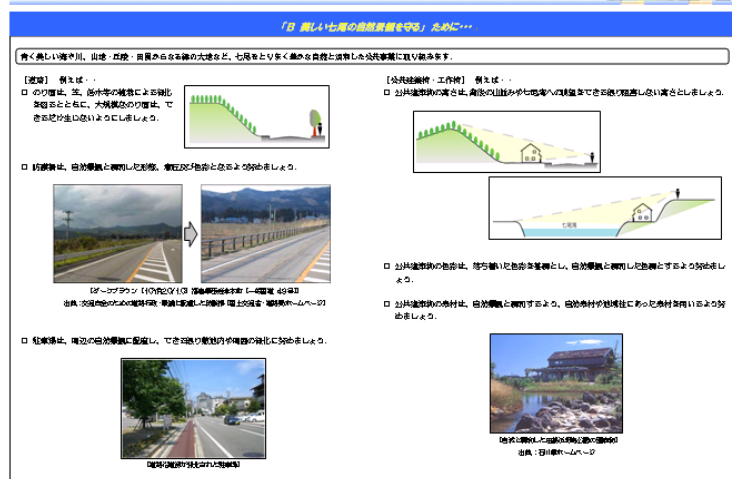 「B 美しい七尾の自然景観を守る」ために・・・
青く美しい海や川、山地・丘陵・田園からなる緑の大地など、七尾をとりまく豊かな自然と調和した公共事業に取り組みます。
【道路】 例えば・・
□ のり面は、芝、低木等の植栽による緑化
を図るとともに、大規模なのり面は、で
きるだけ生じないようにしましょう。
□ 防護柵は、自然景観と調和した形態、意匠及び色彩となるよう努めましょう。
【ダークブラウン
出典：
□ 駐車場は、周辺の自然景観に配慮し、できる限り敷地内や周囲の緑化に努めましょう。
【公共建築物・工作物】 例えば・・
□ 公共建築物の高さは、背後の山並みや七尾湾への眺望をできる限り阻害しない高さとしましょう。
七尾湾
□ 公共建築物の色彩は、落ち着いた色彩を基調とし、自然景観と調和した色調とするよう努めまし
ょう。
□ 公共建築物の素材は、自然景観と調和するよう、自然素材や地域性にあった素材を用いるよう努
めましょう。
出典：石川県ホームページ